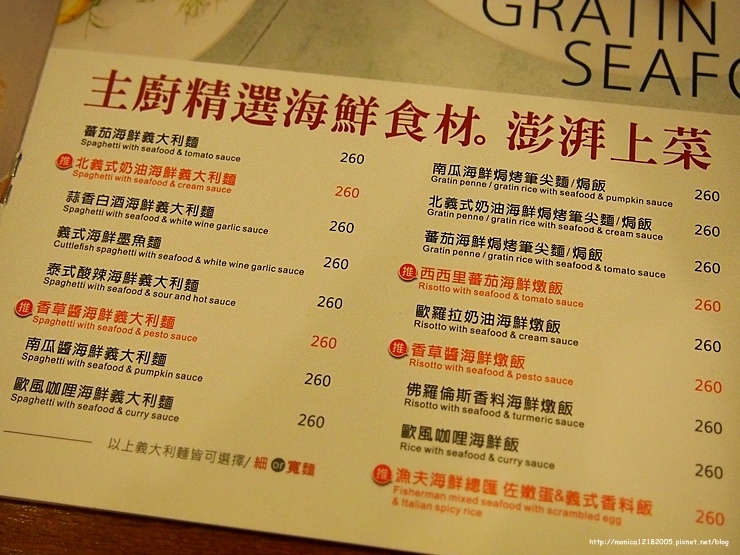 GRATIN
SEAFO
主廚精選海鮮食材。澎湃上菜
蕃茄海鮮義大利麵 260
Spaghetti with seafood & tomato sauce
推 北義式奶油海鮮義大利麵 260
Spaghetti with seafood & cream sauce
蒜香白酒海鮮義大利麵 260
Spaghetti with seafood & white wine garlic sauce
義式海鮮墨魚麵 260
Cuttlefish spaghetti with seafood & white wine garlic sauce
泰式酸辣海鮮義大利麵 260
Spaghetti with seafood & sour and hot sauce
推 香草醬海鮮義大利麵 260
Spaghetti with seafood & pesto sauce
南瓜醬海鮮義大利麵 260
Spaghetti with seafood & pumpkin sauce
歐風咖哩海鮮義大利麵 260
Spaghetti with seafood & curry sauce
以上義大利麵皆可選擇/細or寬麵
南瓜海鮮焗烤筆尖麵/焗飯 260
Gratin penne / gratin rice with seafood & pumpkin sauce
北義式奶油海鮮焗烤筆尖麵/焗飯 260
Gratin penne / gratin rice with seafood & cream sauce
蕃茄海鮮焗烤筆尖麵/焗飯 260
Gratin penne / gratin rice with seafood & tomato sauce
推 西西里蕃茄海鮮燉飯 260
Risotto with seafood & tomato sauce
歐羅拉奶油海鮮燉飯 260
Risotto with seafood & cream sauce
推 香草醬海鮮燉飯 260
Risotto with seafood & pesto sauce
佛羅倫斯香料海鮮燉飯 260
Risotto with seafood & turmeric sauce
歐風咖哩海鮮飯 260
Rice with seafood & curry sauce
推 漁夫海鮮總匯 佐嫩蛋&義式香料飯 260
Fisherman mixed seafood with scrambled egg
& Italian spicy rice
http://monica12182005.pixnet.net/blog